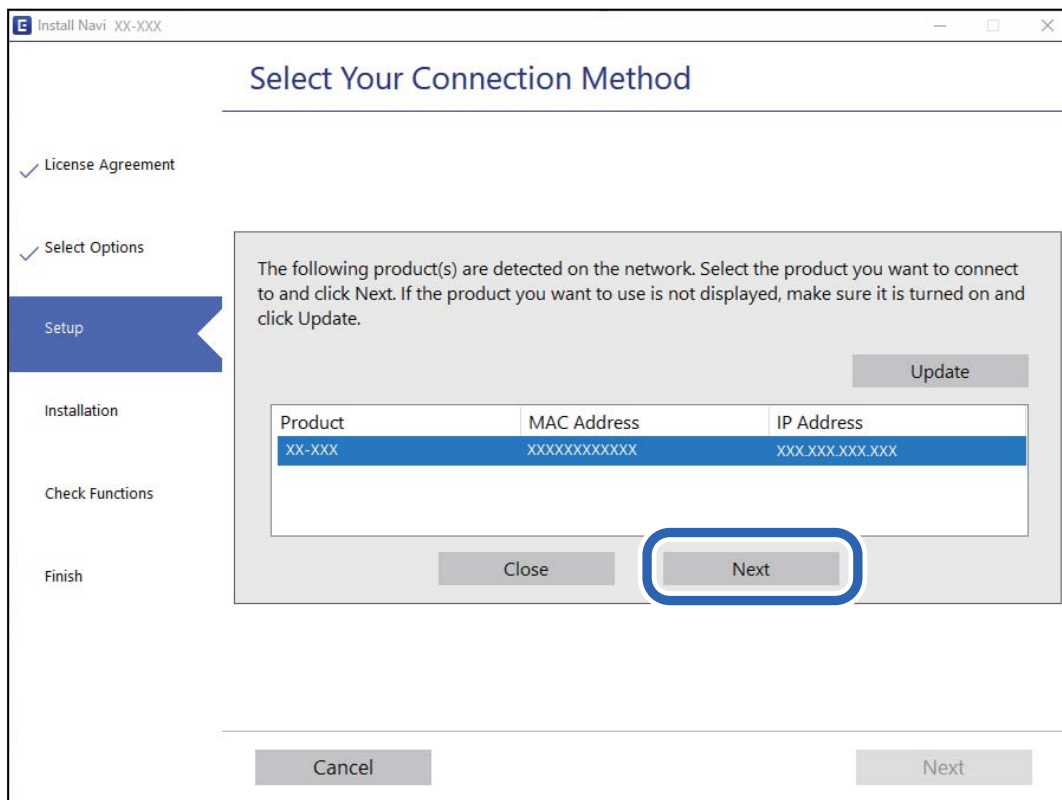 E Install Navi XX-XXX
Select Your Connection Method
License Agreement
Select Options
Setup
Installation
Check Functions
Finish
The following product(s) are detected on the network. Select the product you want to connect
to and click Next. If the product you want to use is not displayed, make sure it is turned on and
click Update.
Update
Product MAC Address IP Address
XX-XXX XXXXXXXXXXXX XXX.XXX.XXX.XXX
Close Next
Cancel Next